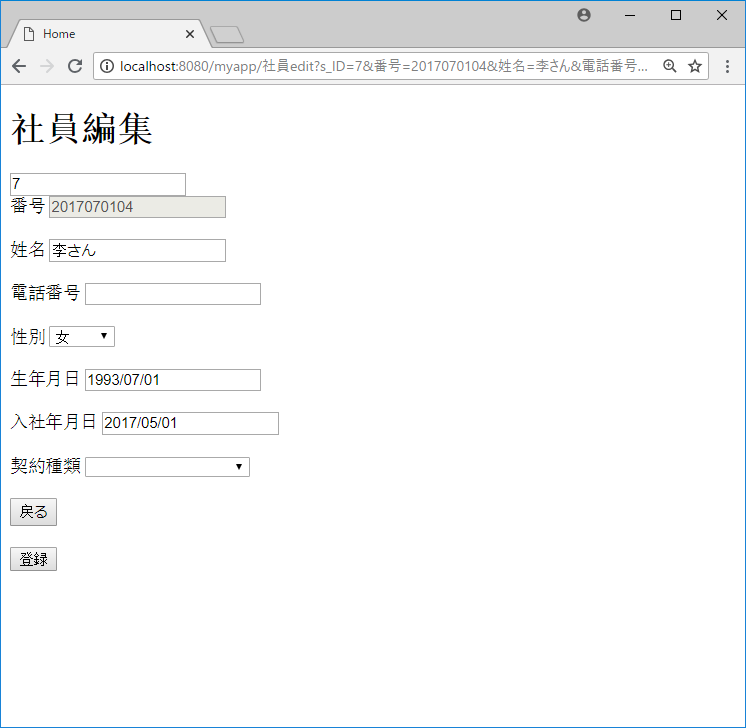 Home
localhost:8080/myapp/社員edit?s_ID=7&番号=2017070104&姓名=李さん&電話番号...
社員編集
7
番号 2017070104
姓名 李さん
電話番号
性別 女
生年月日 1993/07/01
入社年月日 2017/05/01
契約種類
戻る
登録